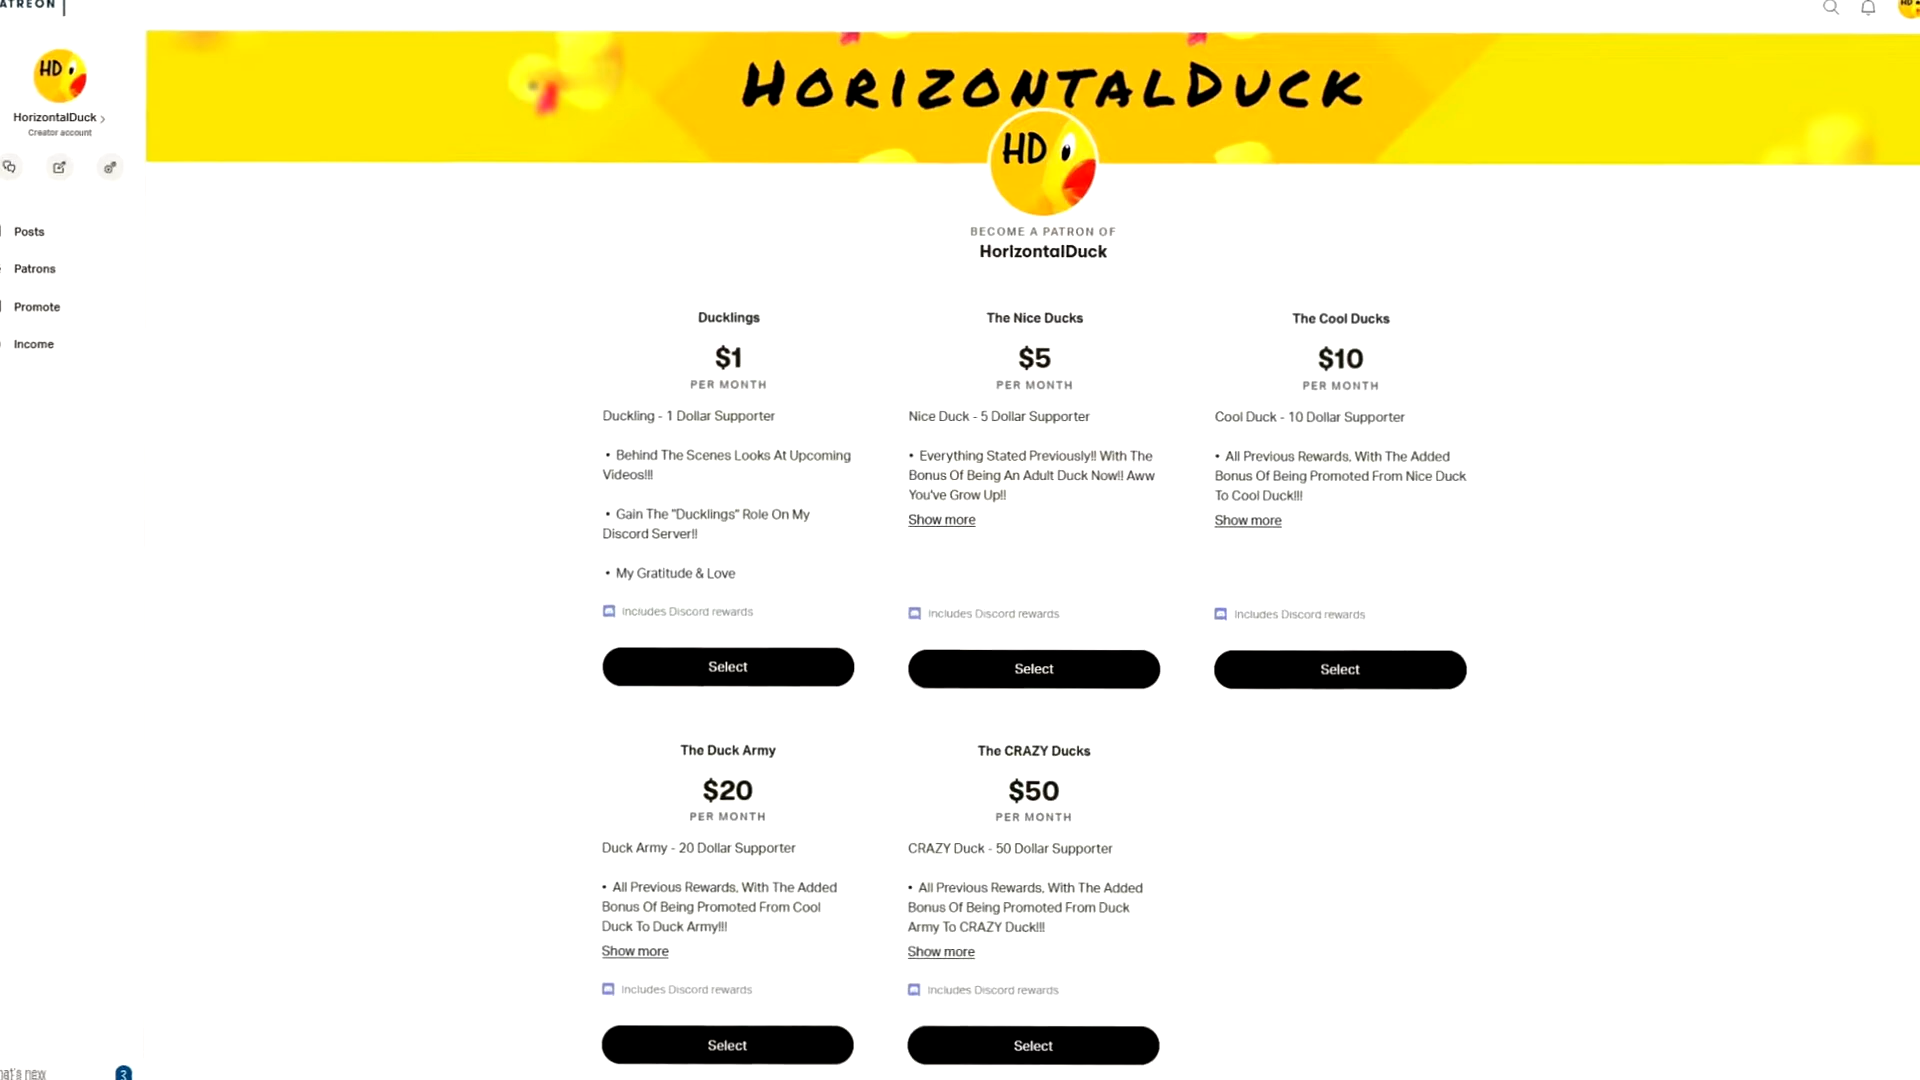 ATREON
HD
HorizontalDuck
Creator account
Posts
Patrons
Promote
Income
3
HORIZONTALDUCK
HD
BECOME A PATRON OF
HorizontalDuck
Ducklings
$1
PER MONTH
Duckling - 1 Dollar Supporter
• Behind The Scenes Looks At Upcoming
Videos!!!
• Gain The "Ducklings" Role On My
Discord Server!!
• My Gratitude & Love
Includes Discord rewards
Select
The Nice Ducks
$5
PER MONTH
Nice Duck - 5 Dollar Supporter
• Everything Stated Previously!! With The
Bonus Of Being An Adult Duck Now!! Aww
You've Grow Up!!
Show more
Includes Discord rewards
Select
The Cool Ducks
$10
PER MONTH
Cool Duck - 10 Dollar Supporter
• All Previous Rewards, With The Added
Bonus Of Being Promoted From Nice Duck
To Cool Duck!!!
Show more
Includes Discord rewards
Select
The Duck Army
$20
PER MONTH
Duck Army - 20 Dollar Supporter
• All Previous Rewards, With The Added
Bonus Of Being Promoted From Cool
Duck To Duck Army!!!
Show more
Includes Discord rewards
Select
The CRAZY Ducks
$50
PER MONTH
CRAZY Duck - 50 Dollar Supporter
• All Previous Rewards, With The Added
Bonus Of Being Promoted From Duck
Army To CRAZY Duck!!!
Show more
Includes Discord rewards
Select